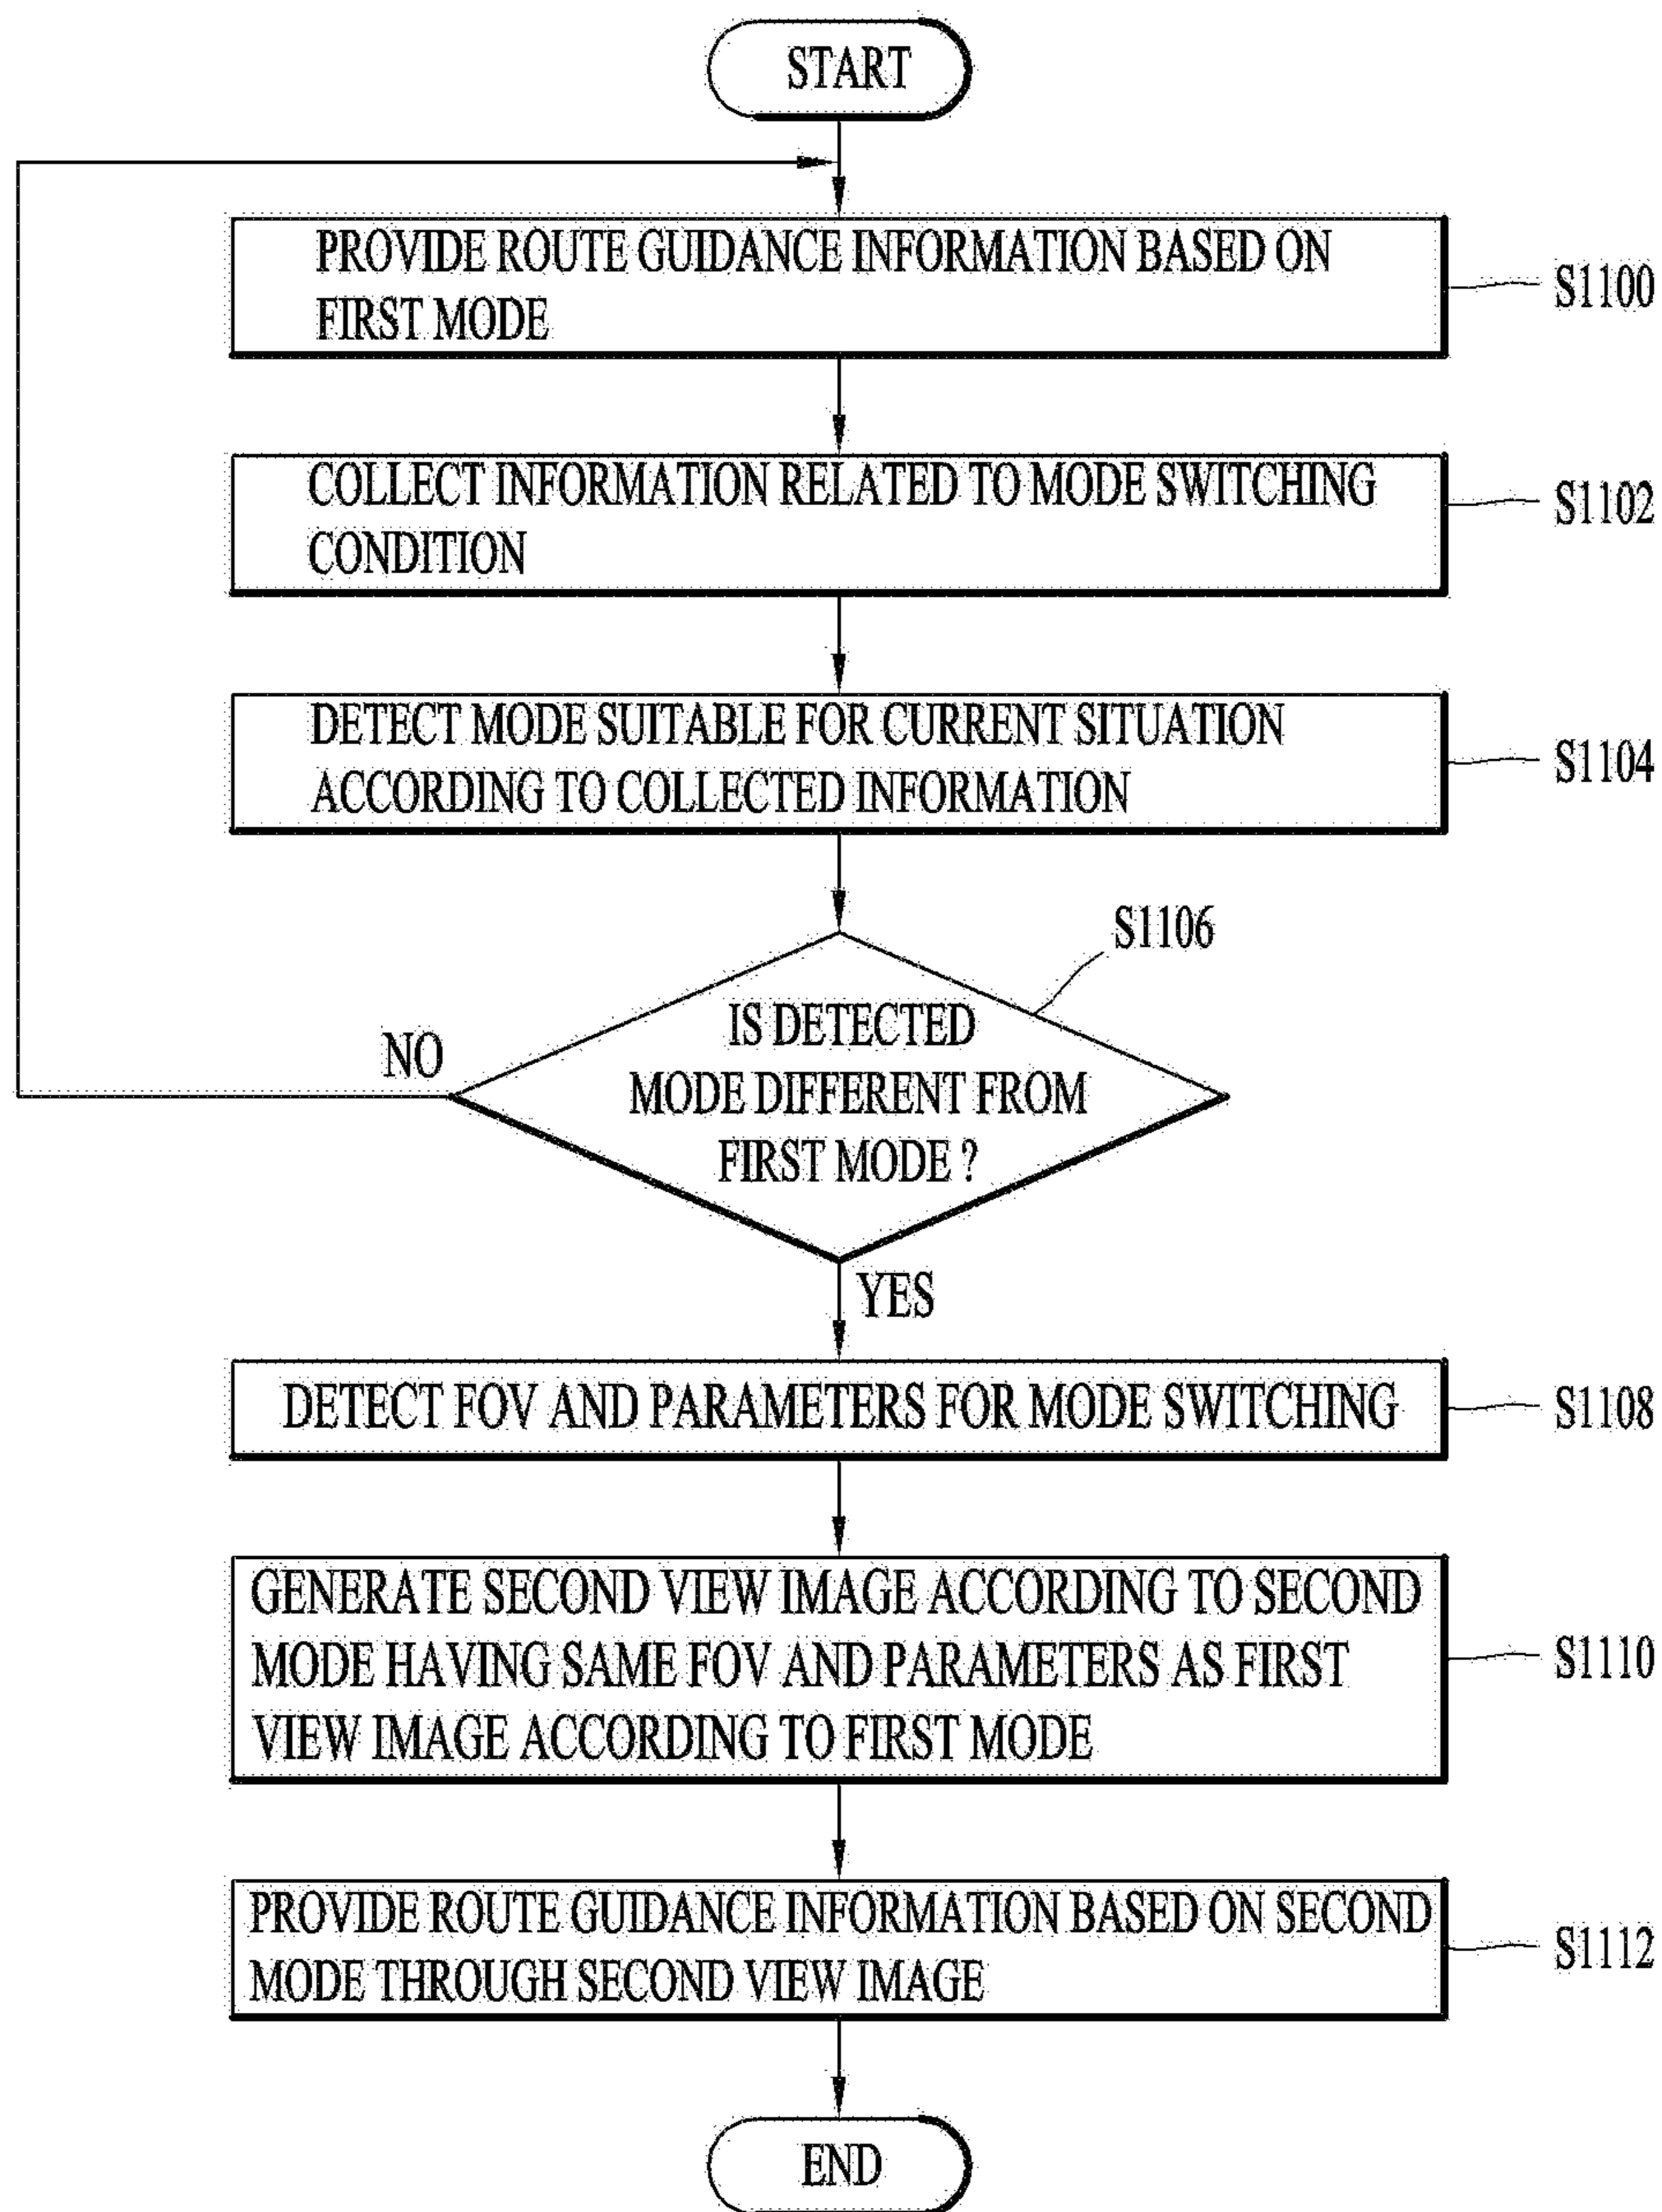 START
PROVIDE ROUTE GUIDANCE INFORMATION BASED ON
FIRST MODE
S1100
COLLECT INFORMATION RELATED TO MODE SWITCHING
CONDITION
S1102
DETECT MODE SUITABLE FOR CURRENT SITUATION
ACCORDING TO COLLECTED INFORMATION
S1104
S1106
IS DETECTED
MODE DIFFERENT FROM
FIRST MODE ?
NO
YES
DETECT FOV AND PARAMETERS FOR MODE SWITCHING
S1108
GENERATE SECOND VIEW IMAGE ACCORDING TO SECOND
MODE HAVING SAME FOV AND PARAMETERS AS FIRST
VIEW IMAGE ACCORDING TO FIRST MODE
S1110
PROVIDE ROUTE GUIDANCE INFORMATION BASED ON SECOND
MODE THROUGH SECOND VIEW IMAGE
S1112
END